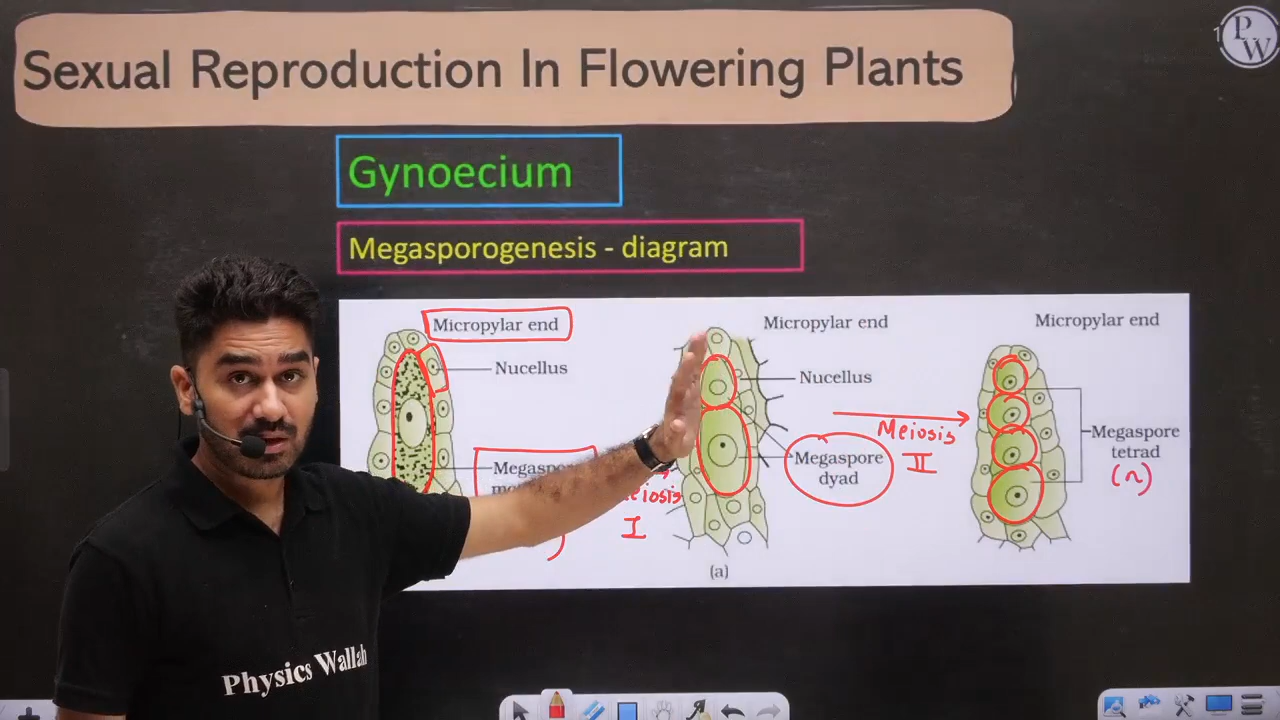 Sexual Reproduction In Flowering Plants
P
W
Gynoecium
Megasporogenesis - diagram
Micropylar end
Nucellus
Micropylar end
Nucellus
Megaspore
dyad
(a)
Meiosis
II
I
Micropylar end
Megaspore
tetrad
(n)
Physics Wallah